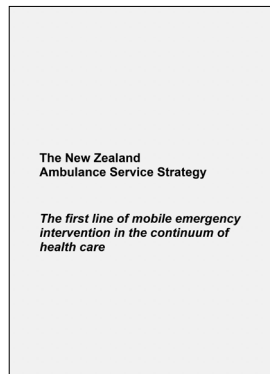 The New Zealand
Ambulance Service Strategy
The first line of mobile emergency
intervention in the continuum of
health care